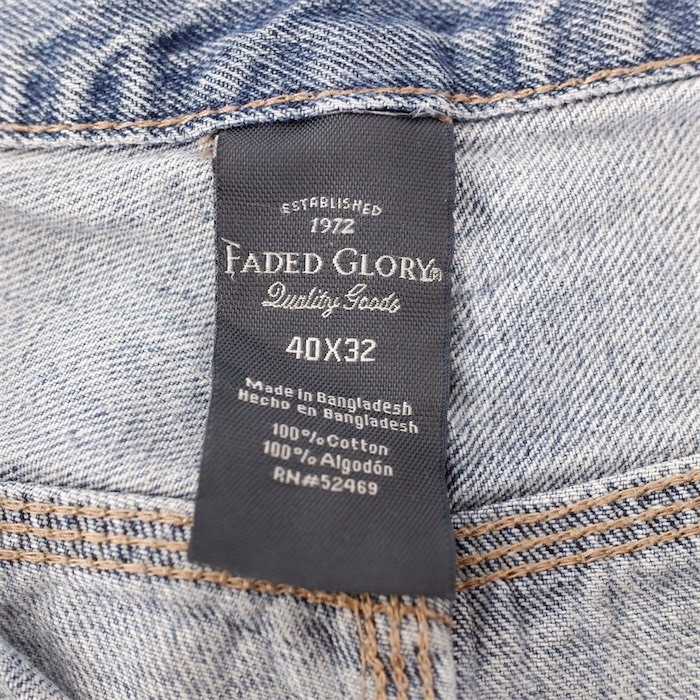 ESTABLISHED
1972
FADED GLORY®
Quality Goods
40X32
Made in Bangladesh
Hecho en Bangladesh
100% Cotton
100% Algodón
RN#52469